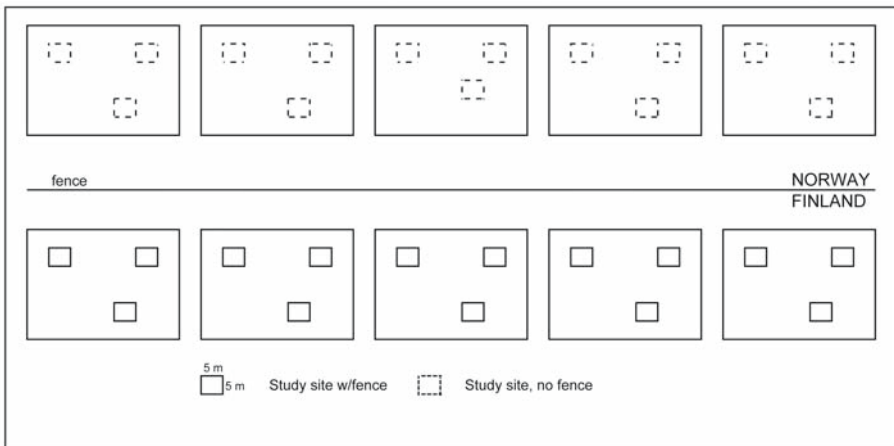 fence
NORWAY
FINLAND
5 m
5 m
Study site w/fence
Study site, no fence